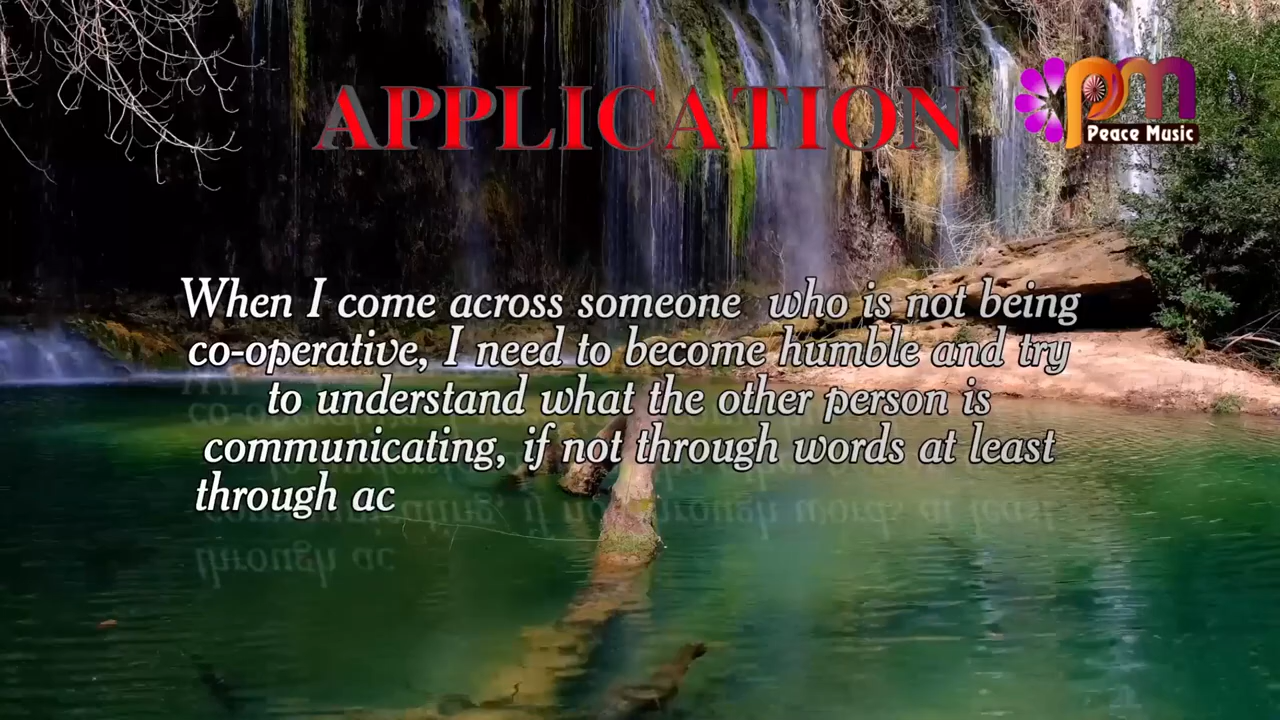 APPLICATION
pm
Peace Music
When I come across someone who is not being
co-operative, I need to become humble and try
to understand what the other person is
communicating, if not through words at least
through ac